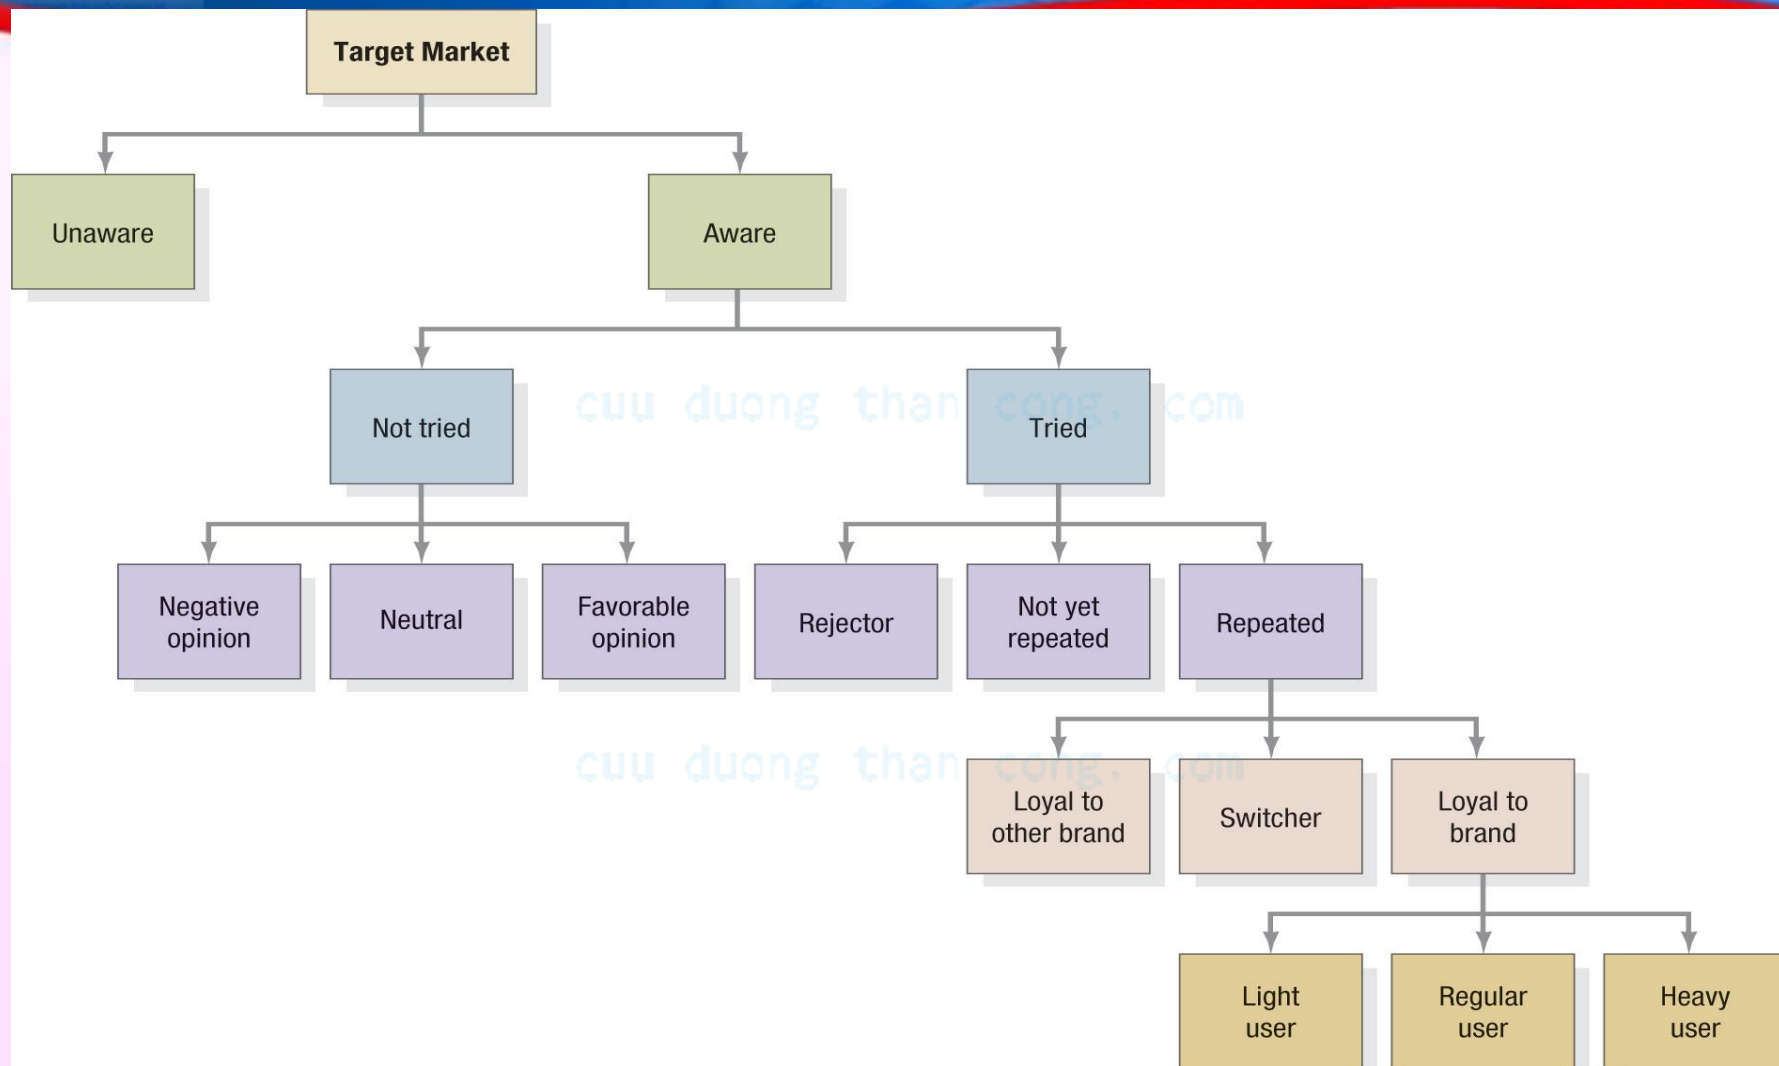 Target Market
Unaware
Aware
Not tried
Tried
cuu duong than cong. com
Negative
opinion
Neutral
Favorable
opinion
Rejector
Not yet
repeated
Repeated
cuu duong than cong. com
Loyal to
other brand
Switcher
Loyal to
brand
Light
user
Regular
user
Heavy
user